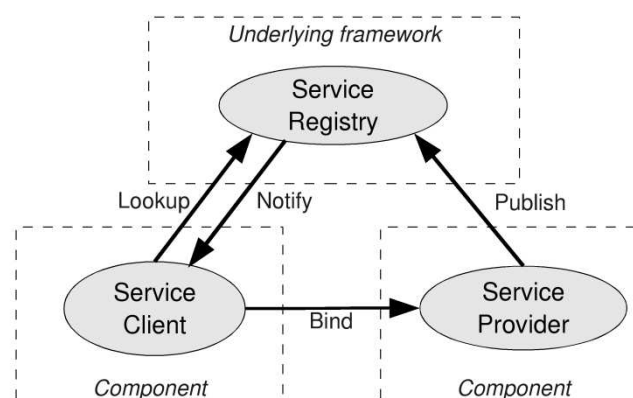 Underlying framework
Service
Registry
Lookup
Notify
Publish
Service
Client
Bind
Service
Provider
Component
Component